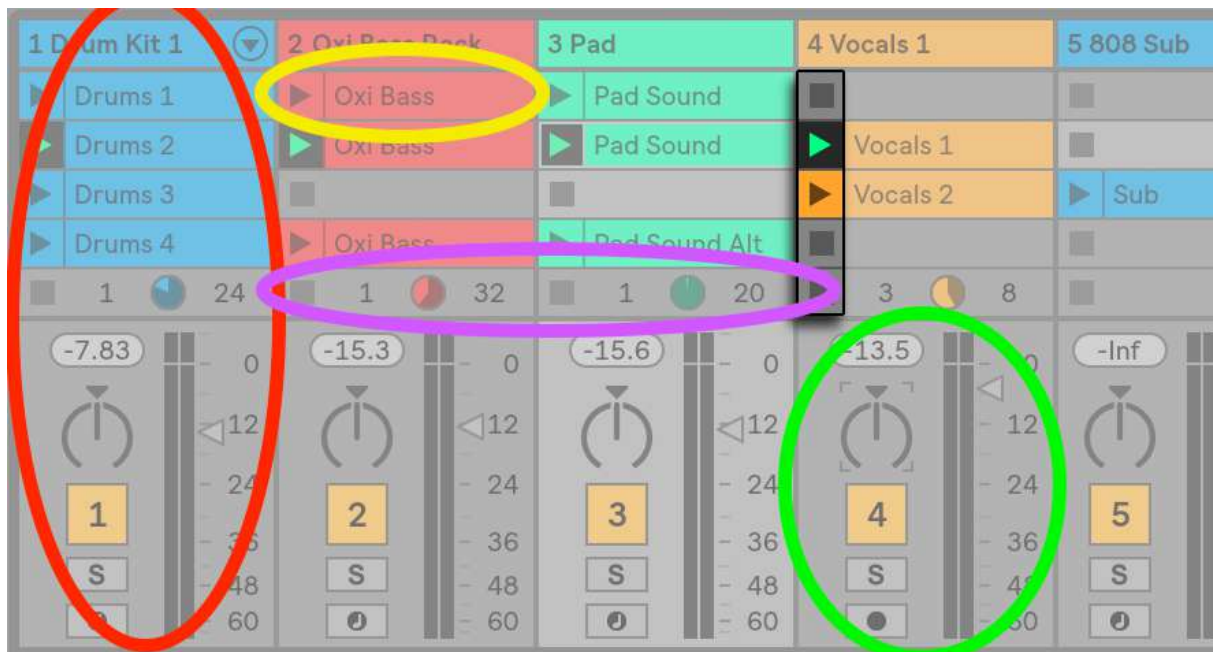 1 Drum Kit 1 2 Oxi Bass Rack 3 Pad 4 Vocals 1 5 808 Sub
Drums 1 Oxi Bass Pad Sound
Drums 2 Oxi Bass Pad Sound Vocals 1
Drums 3 Vocals 2 Sub
Drums 4 Oxi Bass Pad Sound Alt
1 24 1 32 1 20 3 8
-7.83 -15.3 -15.6 -13.5 -Inf
0 0 0 0
12 12 12 12
24 24 24 24
1 2 3 4 5
36 36 36 36
S S S S S
48 48 48 48
60 60 60 60